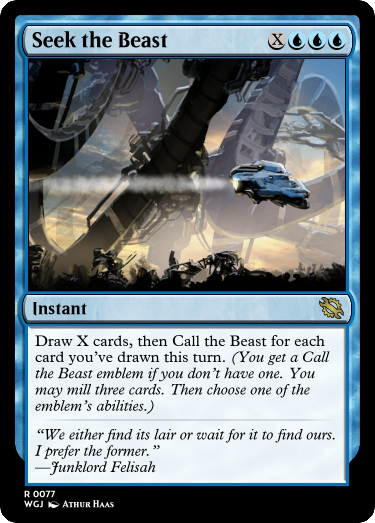 Seek the Beast
X
Instant
Draw X cards, then Call the Beast for each
card you've drawn this turn. (You get a Call
the Beast emblem if you don't have one. You
may mill three cards. Then choose one of the
emblem's abilities.)
“We either find its lair or wait for it to find ours.
I prefer the former.”
—Junklord Felisah
R 0077
WGJ Athur Haas